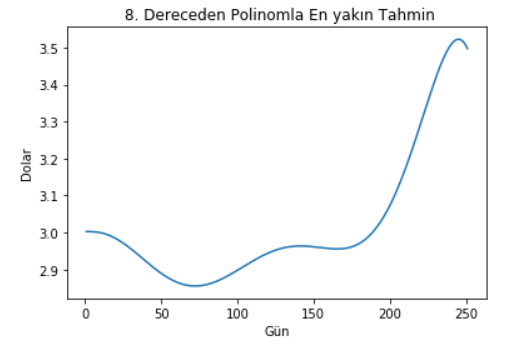 8. Dereceden Polinomla En yakın Tahmin
3.5
3.4
3.3
3.2
3.1
3.0
2.9
Dolar
0 50 100 150 200 250
Gün